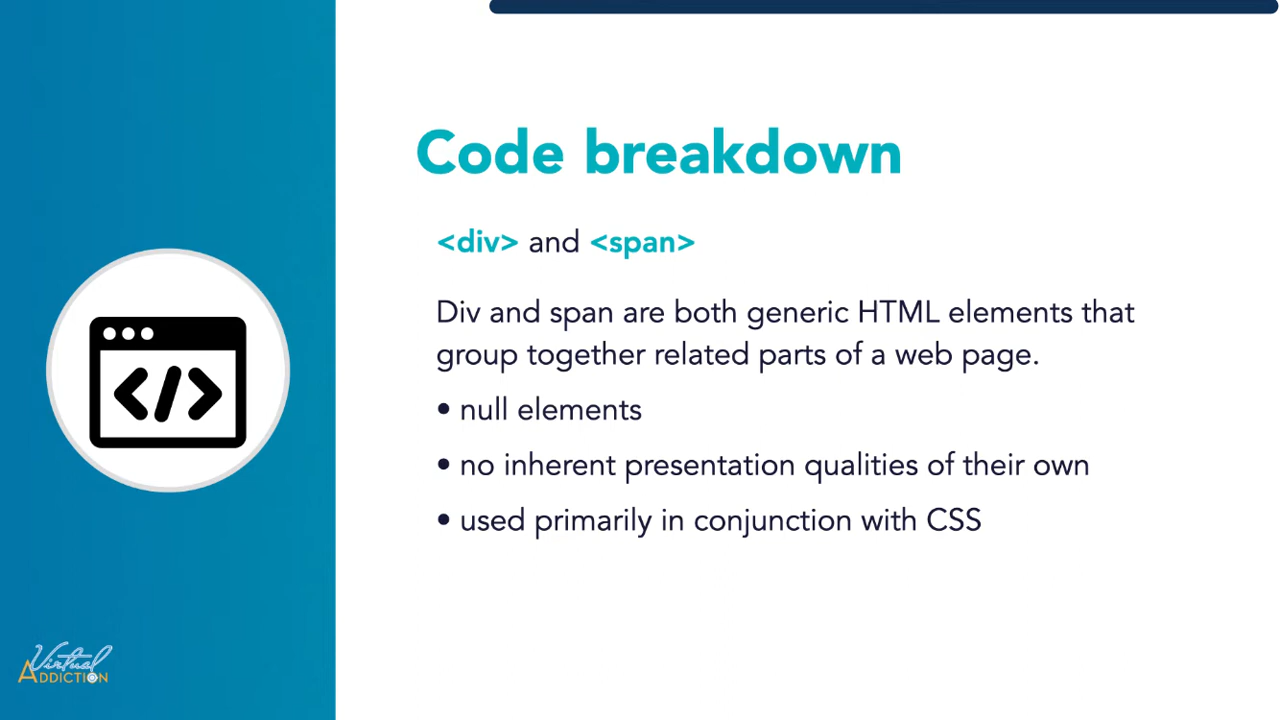 Code breakdown
<div> and <span>
Div and span are both generic HTML elements that
group together related parts of a web page.
• null elements
• no inherent presentation qualities of their own
• used primarily in conjunction with CSS
</>
Virtual
ADDICTION